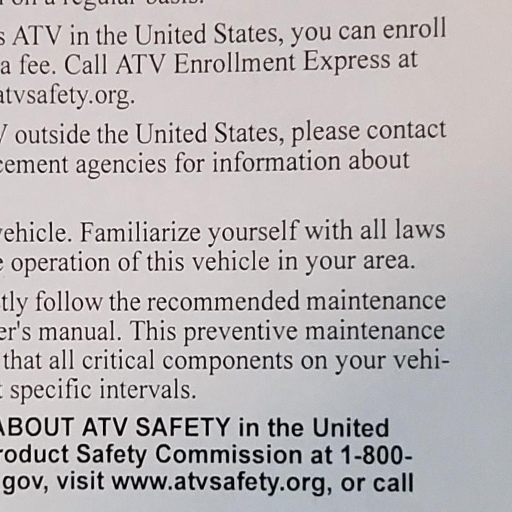 on a regular basis.
s ATV in the United States, you can enroll
a fee. Call ATV Enrollment Express at
atvsafety.org.
V outside the United States, please contact
cement agencies for information about
vehicle. Familiarize yourself with all laws
e operation of this vehicle in your area.
tly follow the recommended maintenance
er's manual. This preventive maintenance
that all critical components on your vehi-
t specific intervals.
ABOUT ATV SAFETY in the United
roduct Safety Commission at 1-800-
gov, visit www.atvsafety.org, or call